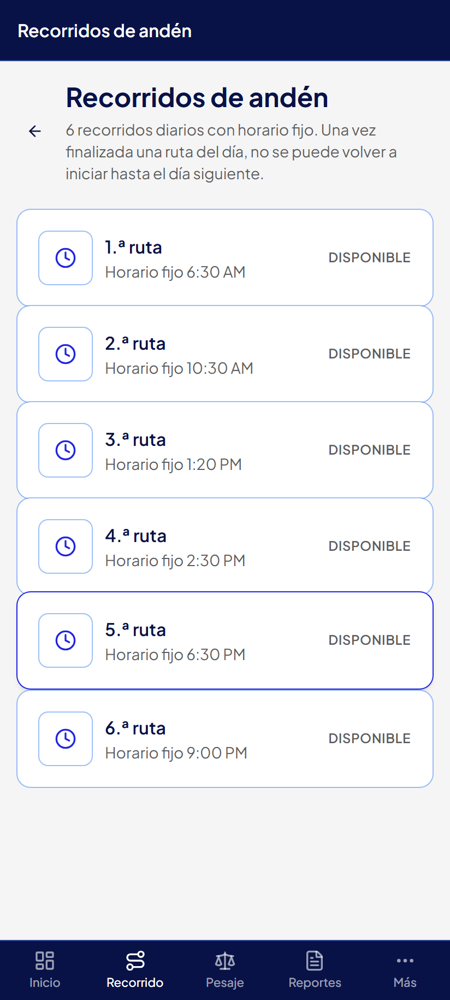 Recorridos de andén
Recorridos de andén
6 recorridos diarios con horario fijo. Una vez
finalizada una ruta del día, no se puede volver a
iniciar hasta el día siguiente.
1.ª ruta
Horario fijo 6:30 AM
DISPONIBLE
2.ª ruta
Horario fijo 10:30 AM
DISPONIBLE
3.ª ruta
Horario fijo 1:20 PM
DISPONIBLE
4.ª ruta
Horario fijo 2:30 PM
DISPONIBLE
5.ª ruta
Horario fijo 6:30 PM
DISPONIBLE
6.ª ruta
Horario fijo 9:00 PM
DISPONIBLE
Inicio
Recorrido
Pesaje
Reportes
Más